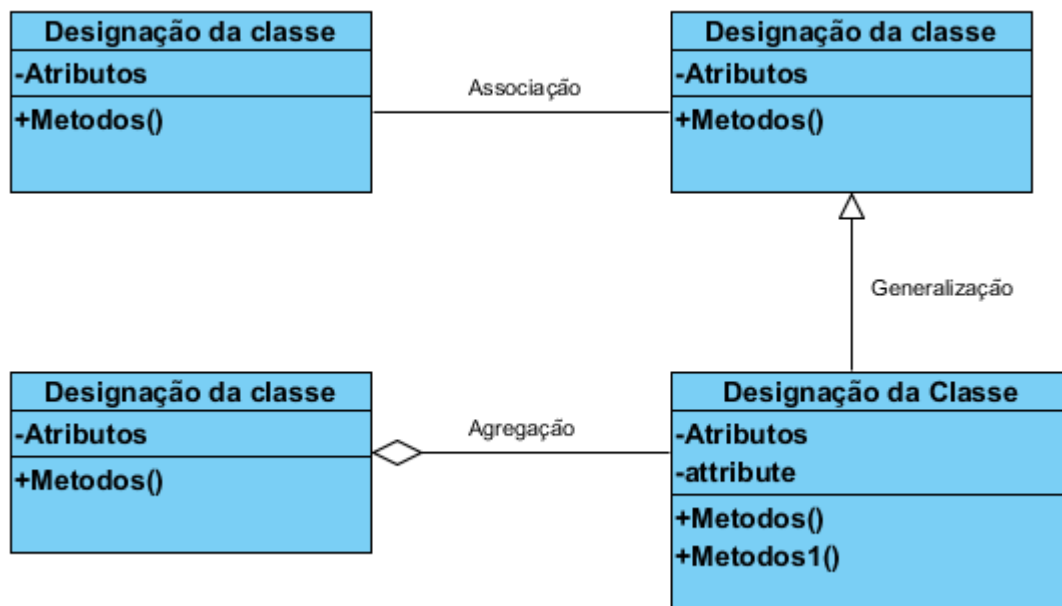 Designação da classe
-Atributos
+Metodos()
Associação
Designação da classe
-Atributos
+Metodos()
Generalização
Designação da classe
-Atributos
+Metodos()
Agregação
Designação da Classe
-Atributos
-attribute
+Metodos()
+Metodos1()